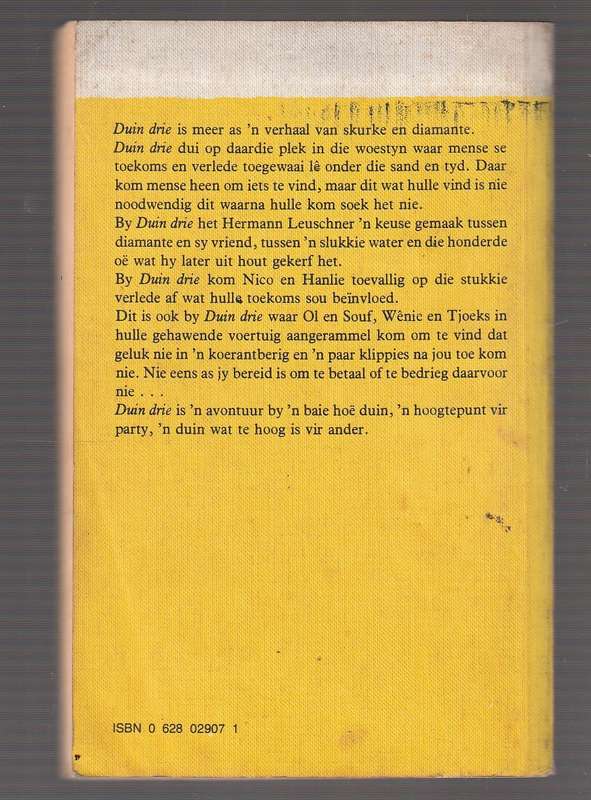 Duin drie is meer as 'n verhaal van skurke en diamante.
Duin drie dui op daardie plek in die woestyn waar mense se
toekoms en verlede toegewaai lê onder die sand en tyd. Daar
kom mense heen om iets te vind, maar dit wat hulle vind is nie
noodwendig dit waarna hulle kom soek het nie.
By Duin drie het Hermann Leuschner 'n keuse gemaak tussen
diamante en sy vriend, tussen 'n slukkie water en die honderde
oë wat hy later uit hout gekerf het.
By Duin drie kom Nico en Hanlie toevallig op die stukkie
verlede af wat hulle toekoms sou beïnvloed.
Dit is ook by Duin drie waar Ol en Souf, Wênie en Tjoeks in
hulle gehawende voertuig aangerammel kom om te vind dat
geluk nie in 'n koerantberig en 'n paar klippies na jou toe kom
nie. Nie eens as jy bereid is om te betaal of te bedrieg daarvoor
nie . . .
Duin drie is 'n avontuur by 'n baie hoë duin, 'n hoogtepunt vir
party, 'n duin wat te hoog is vir ander.
ISBN 0 628 02907 1